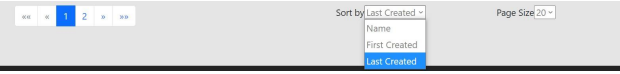 «« « 1 2 » »» Sort by Last Created Page Size 20
Name
First Created
Last Created